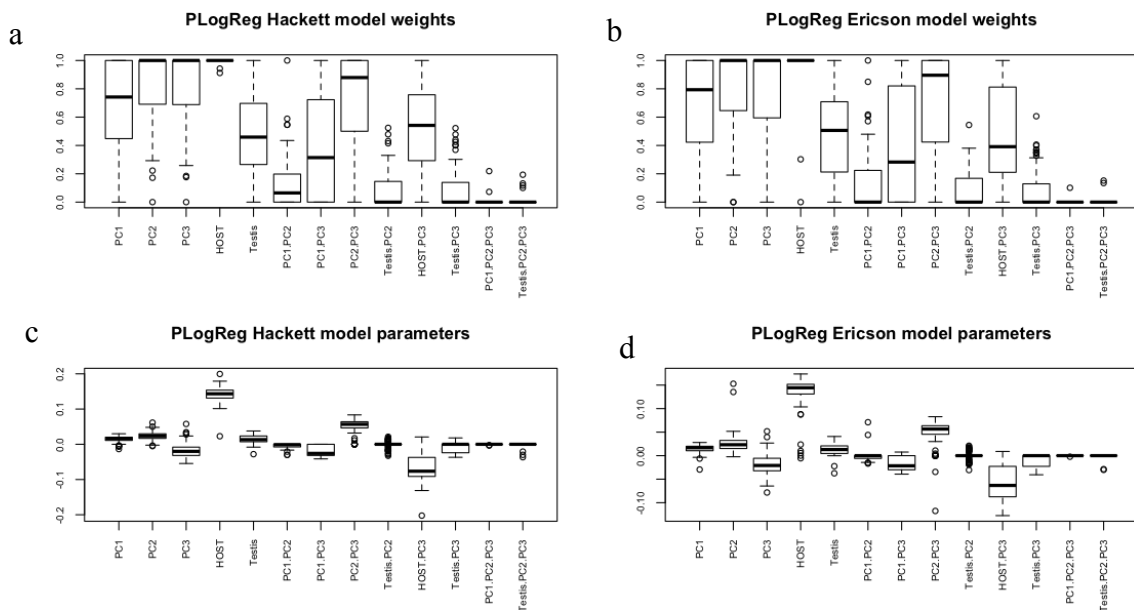 a
PLogReg Hackett model weights
0.0 0.2 0.4 0.6 0.8 1.0
PC1 PC2 PC3 HOST Testis PC1.PC2 PC1.PC3 PC2.PC3 Testis.PC2 HOST.PC3 Testis.PC3 PC1.PC2.PC3 Testis.PC2.PC3
b
PLogReg Ericson model weights
0.0 0.2 0.4 0.6 0.8 1.0
PC1 PC2 PC3 HOST Testis PC1.PC2 PC1.PC3 PC2.PC3 Testis.PC2 HOST.PC3 Testis.PC3 PC1.PC2.PC3 Testis.PC2.PC3
c
PLogReg Hackett model parameters
-0.2 -0.1 0.0 0.1 0.2
PC1 PC2 PC3 HOST Testis PC1.PC2 PC1.PC3 PC2.PC3 Testis.PC2 HOST.PC3 Testis.PC3 PC1.PC2.PC3 Testis.PC2.PC3
d
PLogReg Ericson model parameters
-0.10 0.00 0.10
PC1 PC2 PC3 HOST Testis PC1.PC2 PC1.PC3 PC2.PC3 Testis.PC2 HOST.PC3 Testis.PC3 PC1.PC2.PC3 Testis.PC2.PC3